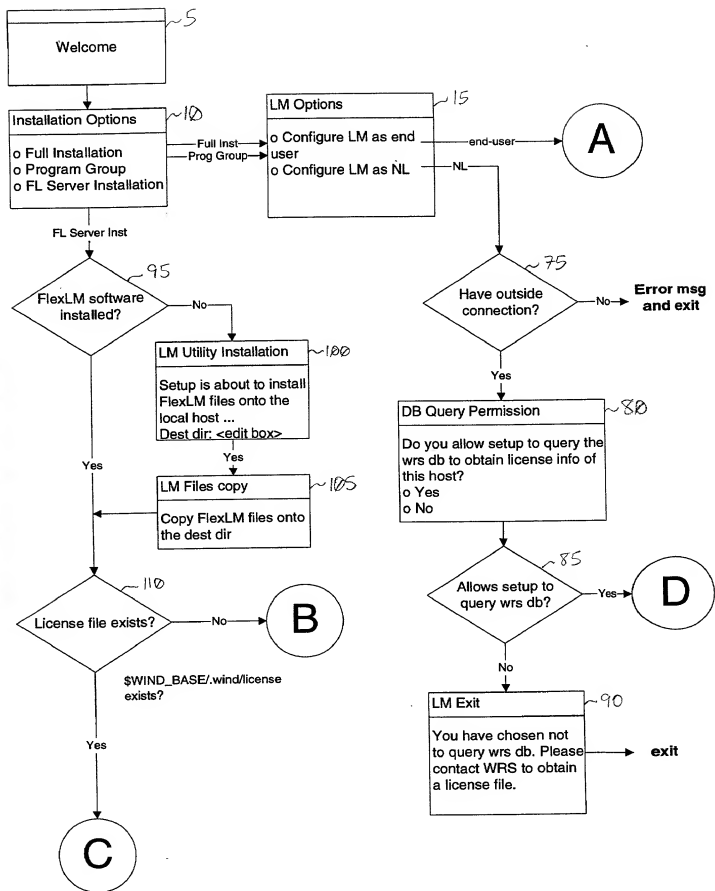 5
Welcome
10
Installation Options
o Full Installation
o Program Group
o FL Server Installation
Full Inst
Prog Group
15
LM Options
o Configure LM as end
user
o Configure LM as NL
end-user
A
NL
FL Server Inst
95
FlexLM software
installed?
No
75
Have outside
connection?
No
Error msg
and exit
LM Utility Installation
100
Setup is about to install
FlexLM files onto the
local host ...
Dest dir: <edit box>
Yes
Yes
Yes
LM Files copy
105
Copy FlexLM files onto
the dest dir
DB Query Permission
80
Do you allow setup to query the
wrs db to obtain license info of
this host?
o Yes
o No
110
License file exists?
No
B
$WIND_BASE/.wind/license
exists?
85
Allows setup to
query wrs db?
Yes
D
No
LM Exit
90
You have chosen not
to query wrs db. Please
contact WRS to obtain
a license file.
exit
Yes
C